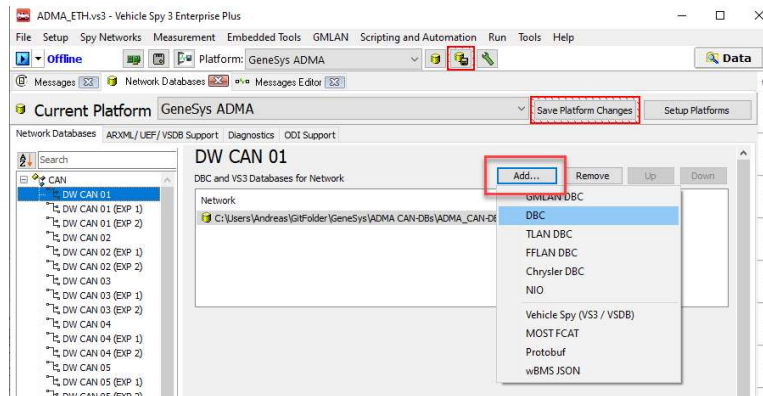 ADMA_ETH.vs3 - Vehicle Spy 3 Enterprise Plus
File Setup Spy Networks Measurement Embedded Tools GMLAN Scripting and Automation Run Tools Help
Offline Platform: GeneSys ADMA Data
Messages Network Databases Messages Editor
Current Platform GeneSys ADMA Save Platform Changes Setup Platforms
Network Databases ARXML/UEF/VSDB Support Diagnostics ODI Support
Search
DW CAN 01
DBC and VS3 Databases for Network
Add... Remove Up Down
Network
C:\Users\Andreas\GitFolder\GeneSys\ADMA CAN-DBs\ADMA_CAN-DB
GMLAN DBC
DBC
TLAN DBC
FFLAN DBC
Chrysler DBC
NIO
Vehicle Spy (VS3 / VSDB)
MOST FCAT
Protobuf
wBMS JSON
CAN
DW CAN 01
DW CAN 01 (EXP 1)
DW CAN 01 (EXP 2)
DW CAN 02
DW CAN 02 (EXP 1)
DW CAN 02 (EXP 2)
DW CAN 03
DW CAN 03 (EXP 1)
DW CAN 03 (EXP 2)
DW CAN 04
DW CAN 04 (EXP 1)
DW CAN 04 (EXP 2)
DW CAN 05
DW CAN 05 (EXP 1)
DW CAN 05 (EXP 2)